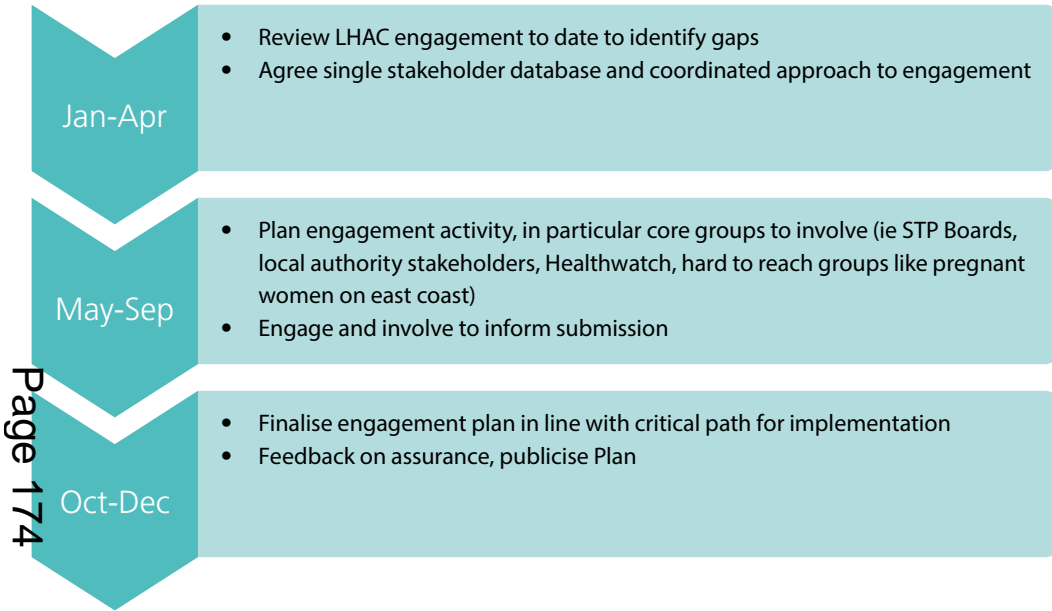 Jan-Apr
• Review LHAC engagement to date to identify gaps
• Agree single stakeholder database and coordinated approach to engagement
May-Sep
• Plan engagement activity, in particular core groups to involve (ie STP Boards,
local authority stakeholders, Healthwatch, hard to reach groups like pregnant
women on east coast)
• Engage and involve to inform submission
Oct-Dec
• Finalise engagement plan in line with critical path for implementation
• Feedback on assurance, publicise Plan
Page 174